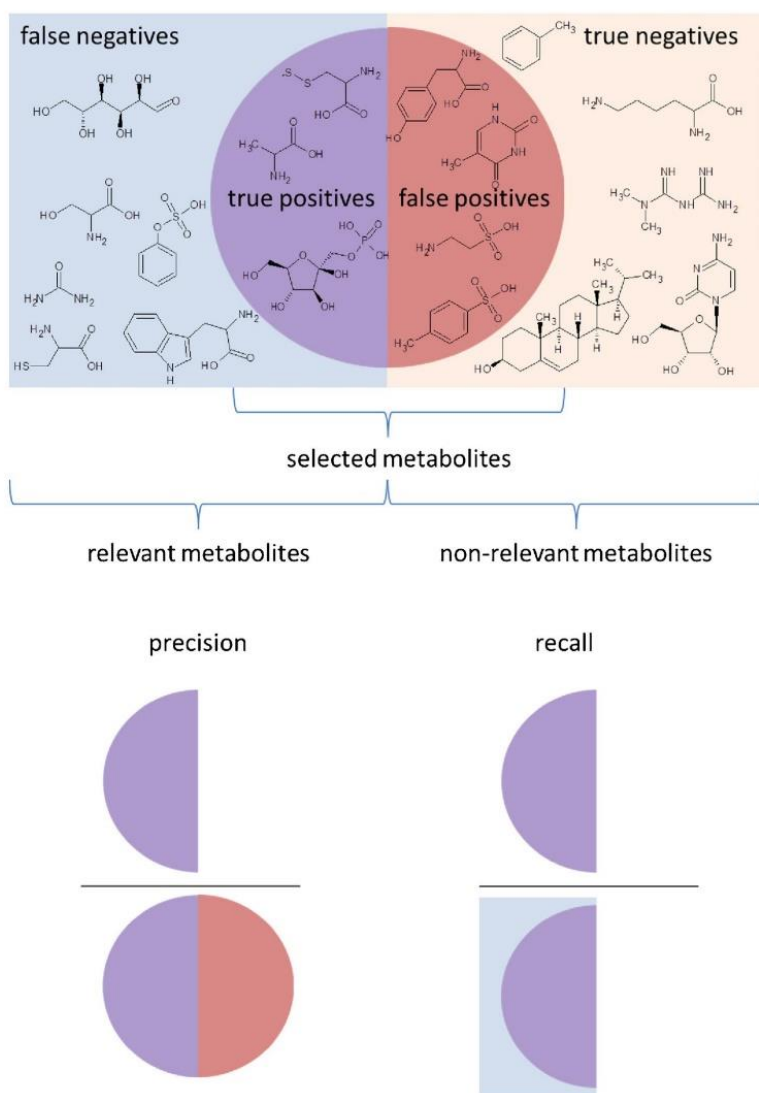 false negatives
true negatives
true positives
false positives
selected metabolites
relevant metabolites
non-relevant metabolites
precision
recall